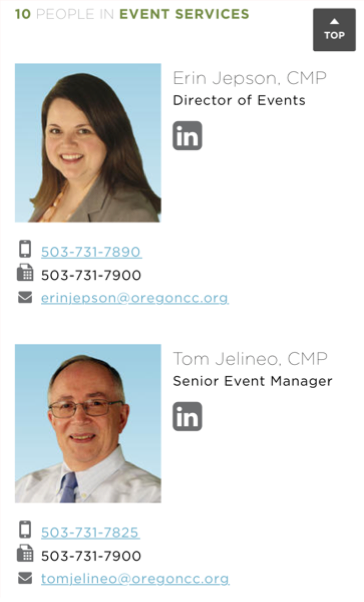 10 PEOPLE IN EVENT SERVICES
TOP
Erin Jepson, CMP
Director of Events
in
503-731-7890
503-731-7900
erinjepson@oregoncc.org
Tom Jelineo, CMP
Senior Event Manager
in
503-731-7825
503-731-7900
tomjelineo@oregoncc.org